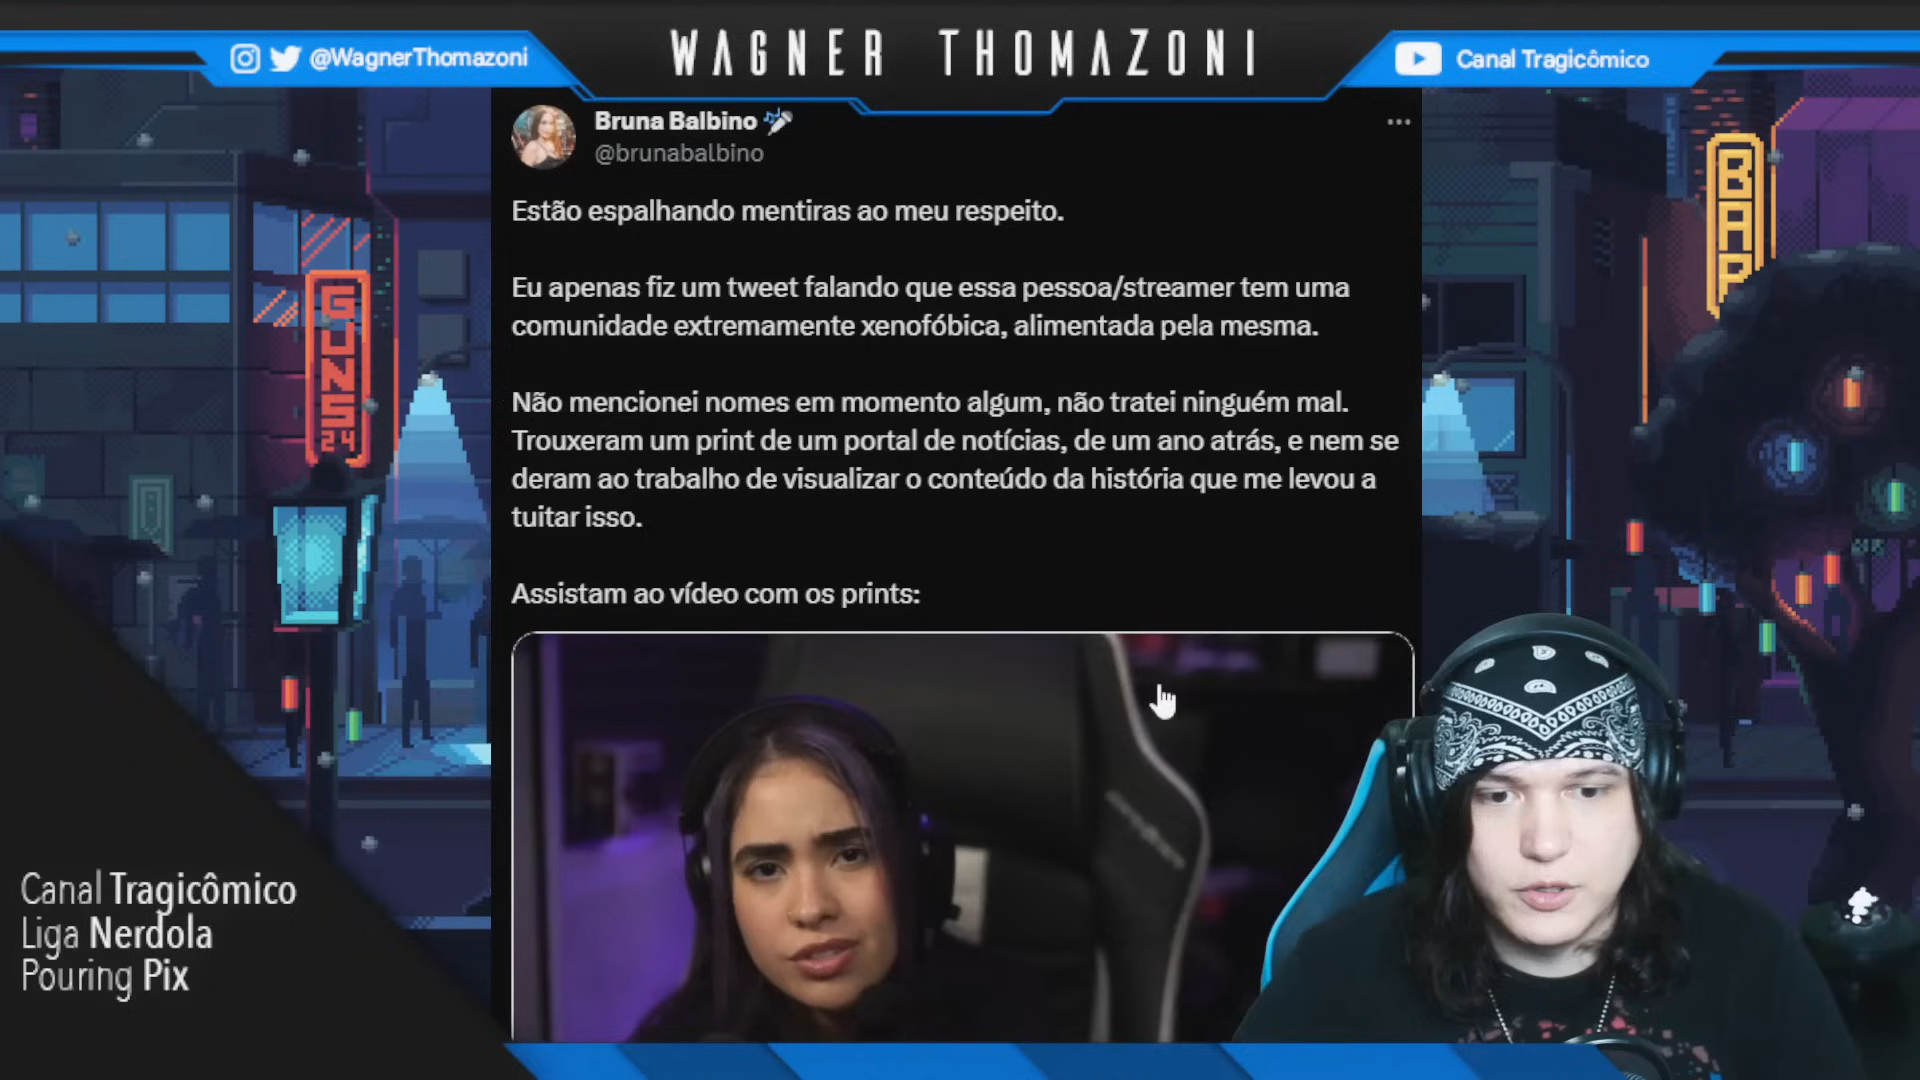 WAGNER THOMAZONI
@WagnerThomazoni
Canal Tragicômico
Bruna Balbino
@brunabalbino
Estão espalhando mentiras ao meu respeito.
Eu apenas fiz um tweet falando que essa pessoa/streamer tem uma
comunidade extremamente xenofóbica, alimentada pela mesma.
Não mencionei nomes em momento algum, não tratei ninguém mal.
Trouxeram um print de um portal de notícias, de um ano atrás, e nem se
deram ao trabalho de visualizar o conteúdo da história que me levou a
tuitar isso.
Assistam ao vídeo com os prints:
GUNS
24
BAR
Canal Tragicômico
Liga Nerdola
Pouring Pix